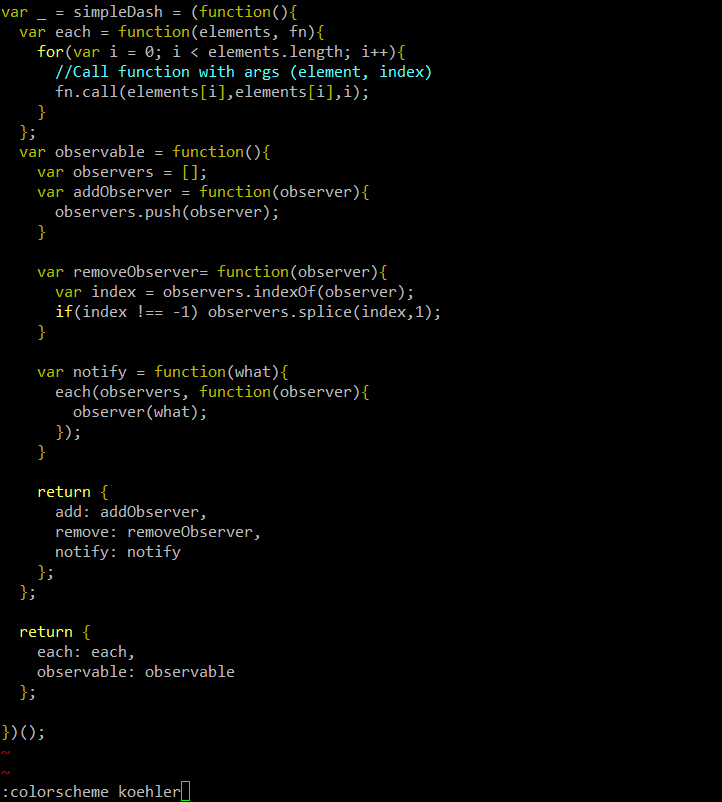 var _ = simpleDash = (function(){
  var each = function(elements, fn){
    for(var i = 0; i < elements.length; i++){
      //Call function with args (element, index)
      fn.call(elements[i],elements[i],i);
    }
  };
  var observable = function(){
    var observers = [];
    var addObserver = function(observer){
      observers.push(observer);
    }

    var removeObserver= function(observer){
      var index = observers.indexOf(observer);
      if(index !== -1) observers.splice(index,1);
    }

    var notify = function(what){
      each(observers, function(observer){
        observer(what);
      });
    }

    return {
      add: addObserver,
      remove: removeObserver,
      notify: notify
    };
  };

  return {
    each: each,
    observable: observable
  };

})();
~
~
:colorscheme koehler